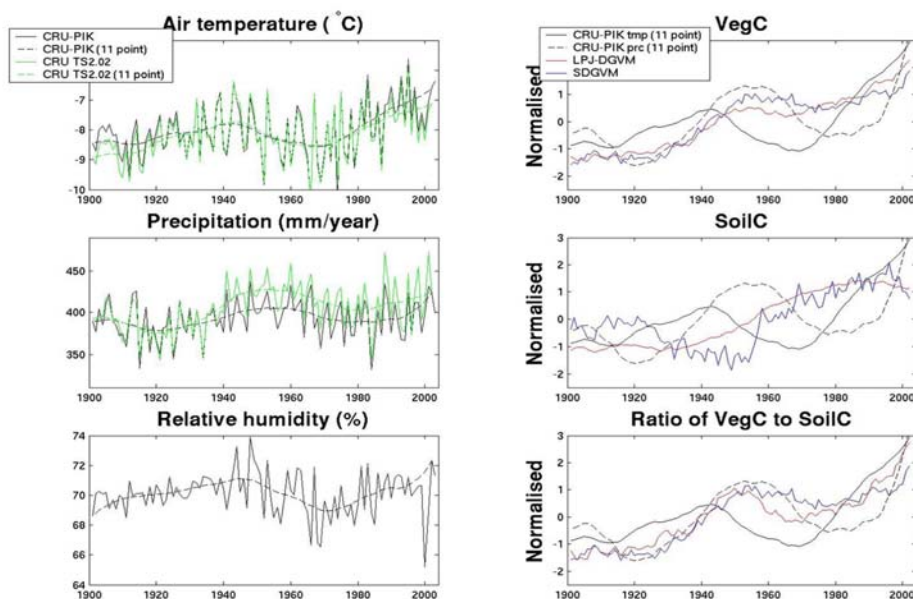 Air temperature (°C)
CRU-PIK
CRU-PIK (11 point)
CRU TS2.02
CRU TS2.02 (11 point)
-7
-8
-9
-10
1900 1920 1940 1960 1980 2000
VegC
CRU-PIK tmp (11 point)
CRU-PIK prc (11 point)
LPJ-DGVM
SDGVM
Normalised
1
0
-1
-2
1900 1920 1940 1960 1980 2000
Precipitation (mm/year)
450
400
350
1900 1920 1940 1960 1980 2000
SoilC
Normalised
3
2
1
0
-1
-2
1900 1920 1940 1960 1980 2000
Relative humidity (%)
74
72
70
68
66
64
1900 1920 1940 1960 1980 2000
Ratio of VegC to SoilC
Normalised
3
2
1
0
-1
-2
1900 1920 1940 1960 1980 2000